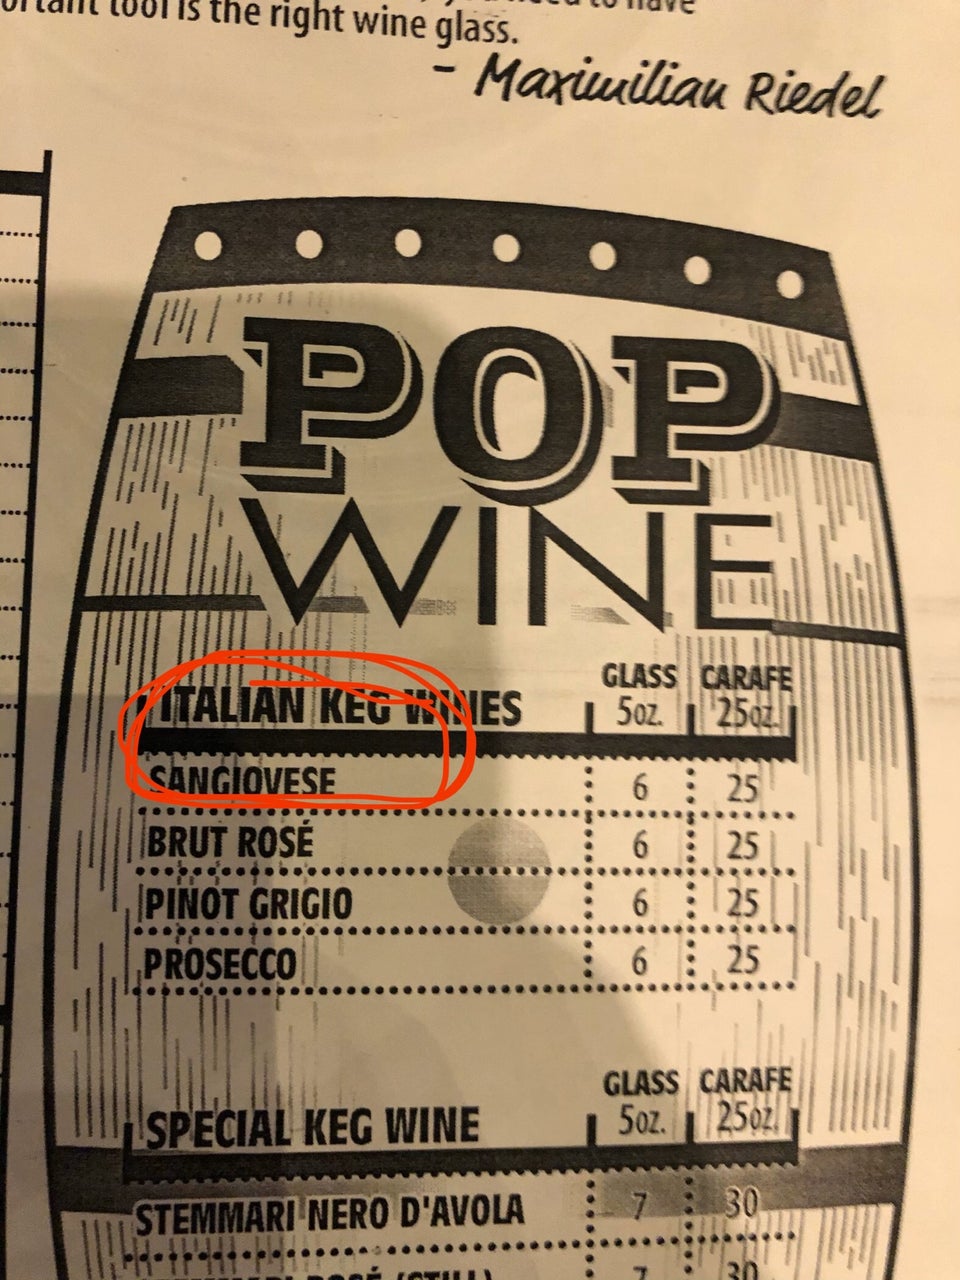 tool is the right wine glass.
- Maximilian Riedel
POP
WINE
ITALIAN KEG WINES GLASS 5oz. CARAFE 25oz.
SANGIOVESE 6 25
BRUT ROSÉ 6 25
PINOT GRIGIO 6 25
PROSECCO 6 25
SPECIAL KEG WINE GLASS 5oz. CARAFE 25oz.
STEMMARI NERO D'AVOLA 7 30
7 30